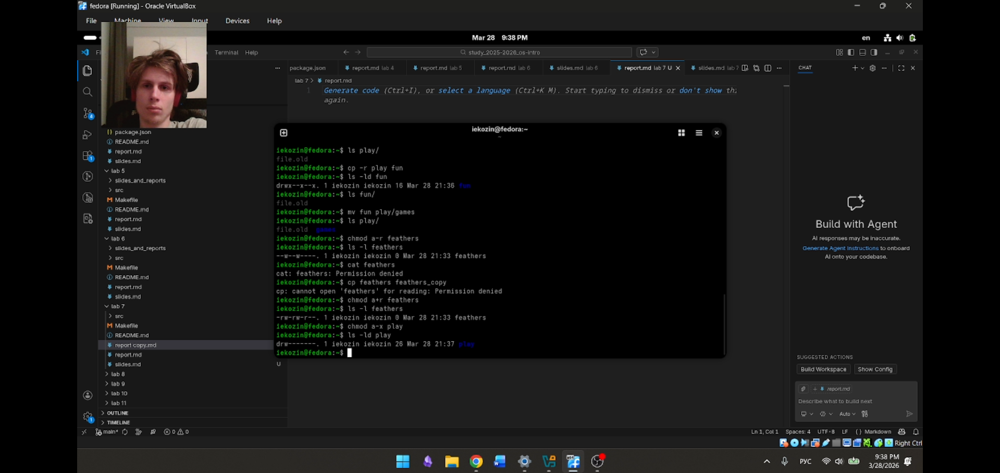 fedora [Running] - Oracle VirtualBox
File Machine View Input Devices Help
Mar 28 9:38 PM
en
Terminal Help
study_2025-2026_os-intro
package.json
report.md lab 4
report.md lab 5
report.md lab 6
slides.md lab 6
report.md lab 7 U
slides.md lab 7
CHAT
lab 7 > report.md
1 Generate code (Ctrl+I), or select a language (Ctrl+K M). Start typing to dismiss or don't show thi
again.
package.json
README.md
report.md
slides.md
lab 5
slides_and_reports
src
Makefile
README.md
report.md
slides.md
lab 6
slides_and_reports
src
Makefile
README.md
report.md
slides.md
lab 7
src
Makefile
README.md
report copy.md
report.md
slides.md
U
lab 8
lab 9
lab 10
lab 11
OUTLINE
TIMELINE
iekozin@fedora:~
~
iekozin@fedora:~$ ls play/
file.old
iekozin@fedora:~$ cp -r play fun
iekozin@fedora:~$ ls -ld fun
drwx--x--x. 1 iekozin iekozin 16 Mar 28 21:36 fun
iekozin@fedora:~$ ls fun/
file.old
iekozin@fedora:~$ mv fun play/games
iekozin@fedora:~$ ls play/
file.old games
iekozin@fedora:~$ chmod a-r feathers
iekozin@fedora:~$ ls -l feathers
--w--w----. 1 iekozin iekozin 0 Mar 28 21:33 feathers
iekozin@fedora:~$ cat feathers
cat: feathers: Permission denied
iekozin@fedora:~$ cp feathers feathers_copy
cp: cannot open 'feathers' for reading: Permission denied
iekozin@fedora:~$ chmod a+r feathers
iekozin@fedora:~$ ls -l feathers
-rw-rw-r--. 1 iekozin iekozin 0 Mar 28 21:33 feathers
iekozin@fedora:~$ chmod a-x play
iekozin@fedora:~$ ls -ld play
drw-------. 1 iekozin iekozin 26 Mar 28 21:37 play
iekozin@fedora:~$
Build with Agent
AI responses may be inaccurate.
Generate Agent Instructions to onboard
AI onto your codebase.
SUGGESTED ACTIONS
Build Workspace Show Config
+ report.md
Describe what to build next
Auto
main* 0 0
Ln 1, Col 1 Spaces: 4 UTF-8 LF {} Markdown
Right Ctrl
РУС
9:38 PM
3/28/2026